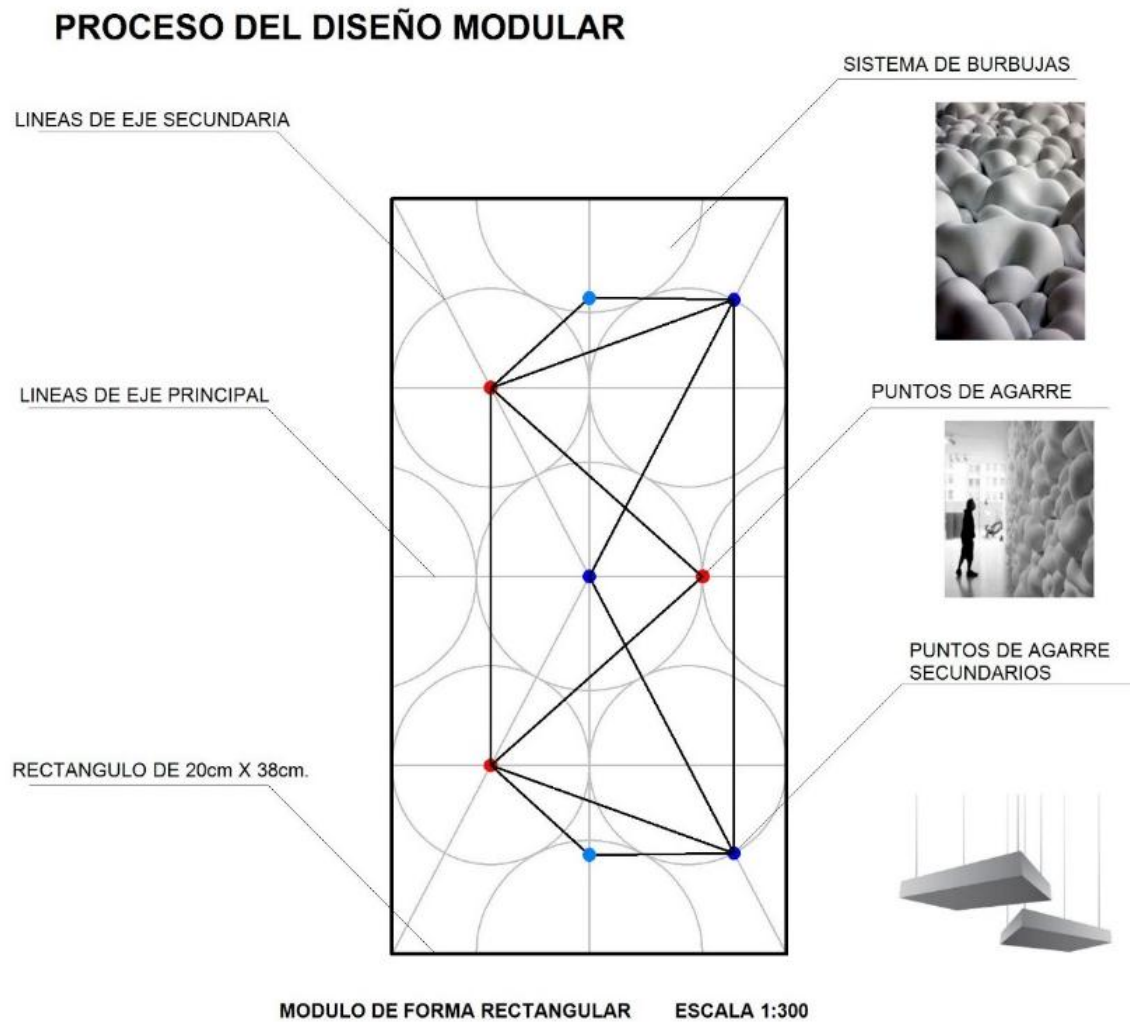 PROCESO DEL DISEÑO MODULAR
SISTEMA DE BURBUJAS
LINEAS DE EJE SECUNDARIA
LINEAS DE EJE PRINCIPAL
PUNTOS DE AGARRE
PUNTOS DE AGARRE
SECUNDARIOS
RECTANGULO DE 20cm X 38cm.
MODULO DE FORMA RECTANGULAR ESCALA 1:300